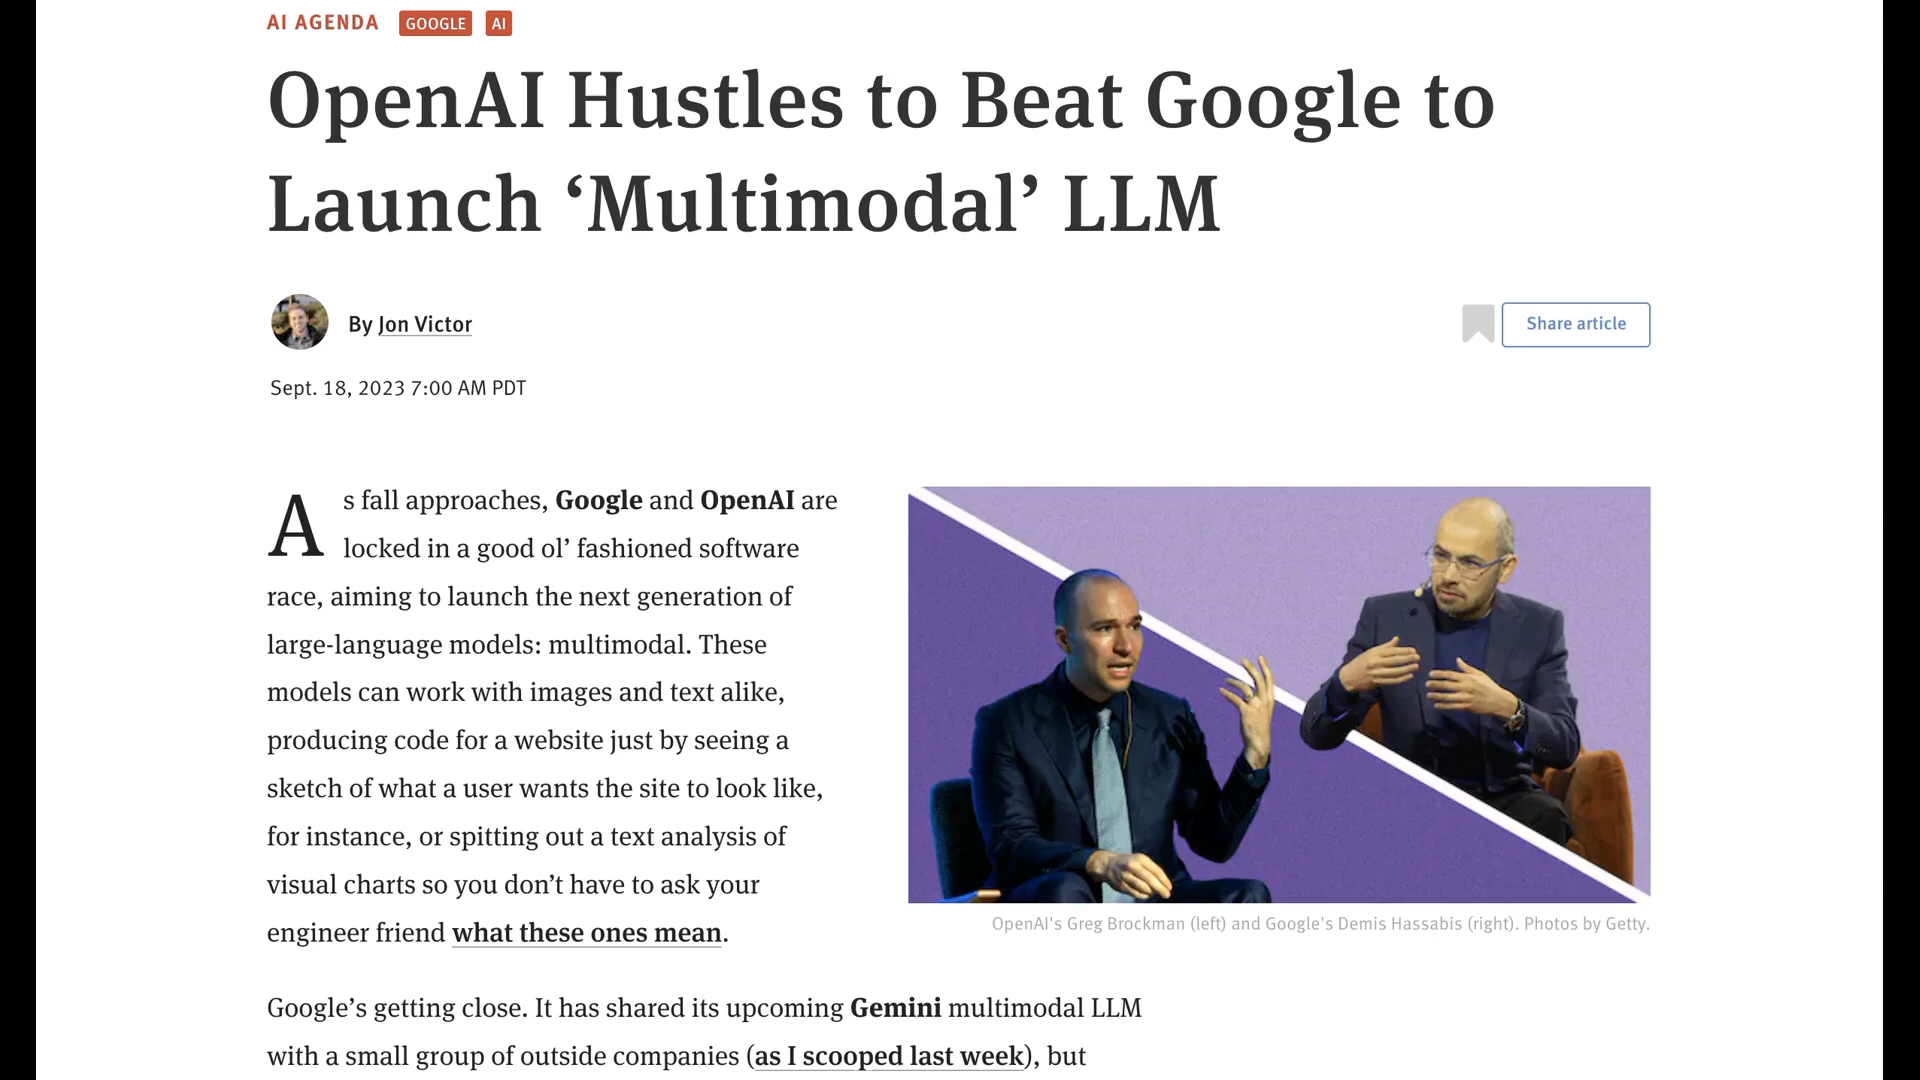 AI AGENDA GOOGLE AI
OpenAI Hustles to Beat Google to
Launch ‘Multimodal’ LLM
By Jon Victor
Share article
Sept. 18, 2023 7:00 AM PDT
As fall approaches, Google and OpenAI are
locked in a good ol’ fashioned software
race, aiming to launch the next generation of
large-language models: multimodal. These
models can work with images and text alike,
producing code for a website just by seeing a
sketch of what a user wants the site to look like,
for instance, or spitting out a text analysis of
visual charts so you don’t have to ask your
engineer friend what these ones mean.
OpenAI's Greg Brockman (left) and Google's Demis Hassabis (right). Photos by Getty.
Google’s getting close. It has shared its upcoming Gemini multimodal LLM
with a small group of outside companies (as I scooped last week), but